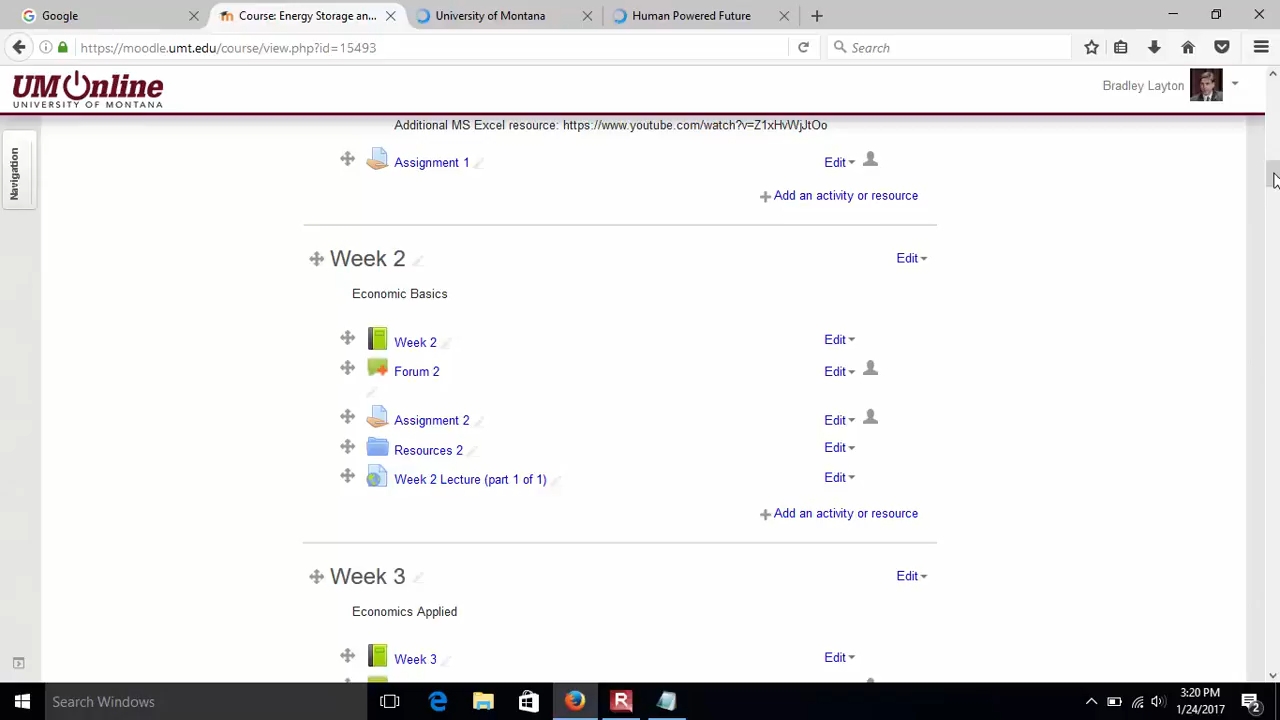 Google
Course: Energy Storage an...
University of Montana
Human Powered Future
https://moodle.umt.edu/course/view.php?id=15493
Search
UMOnline
UNIVERSITY OF MONTANA
Bradley Layton
Navigation
Additional MS Excel resource: https://www.youtube.com/watch?v=Z1xHvWjJtOo
Assignment 1
Edit
Add an activity or resource
Week 2
Edit
Economic Basics
Week 2
Edit
Forum 2
Edit
Assignment 2
Edit
Resources 2
Edit
Week 2 Lecture (part 1 of 1)
Edit
Add an activity or resource
Week 3
Edit
Economics Applied
Week 3
Edit
Search Windows
3:20 PM
1/24/2017
2